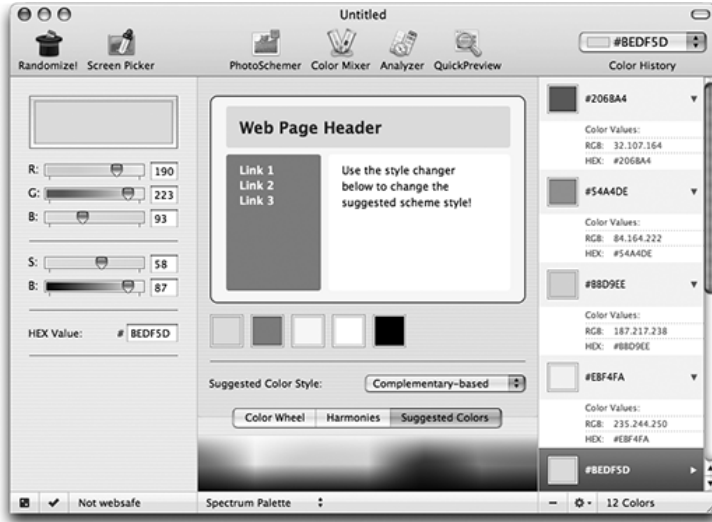 Untitled
Randomize! Screen Picker PhotoSchemer Color Mixer Analyzer QuickPreview
#BEDF5D
Color History
R: 190
G: 223
B: 93
S: 58
B: 87
HEX Value: # BEDF5D
Web Page Header
Link 1
Link 2
Link 3
Use the style changer
below to change the
suggested scheme style!
Suggested Color Style: Complementary-based
Color Wheel Harmonies Suggested Colors
#206BA4
Color Values:
RGB: 32.107.164
HEX: #206BA4
#54A4DE
Color Values:
RGB: 84.164.222
HEX: #54A4DE
#BBD9EE
Color Values:
RGB: 187.217.238
HEX: #BBD9EE
#EBF4FA
Color Values:
RGB: 235.244.250
HEX: #EBF4FA
#BEDF5D
Not websafe
Spectrum Palette
12 Colors